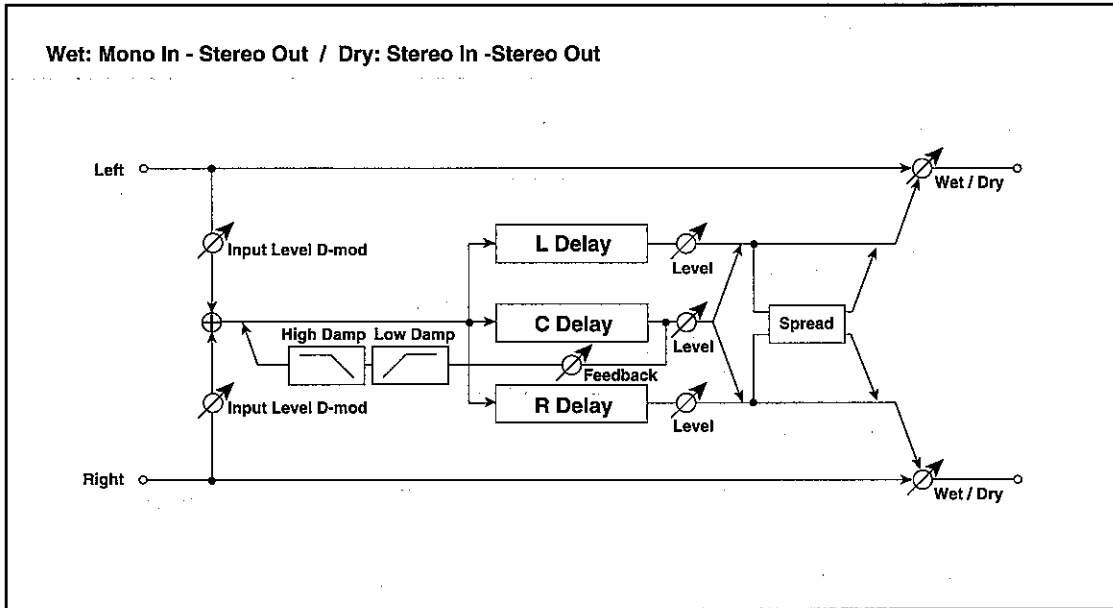 Wet: Mono In - Stereo Out / Dry: Stereo In -Stereo Out
Left
Wet / Dry
Input Level D-mod
L Delay
Level
High Damp Low Damp
C Delay
Level
Spread
Feedback
Input Level D-mod
R Delay
Level
Right
Wet / Dry